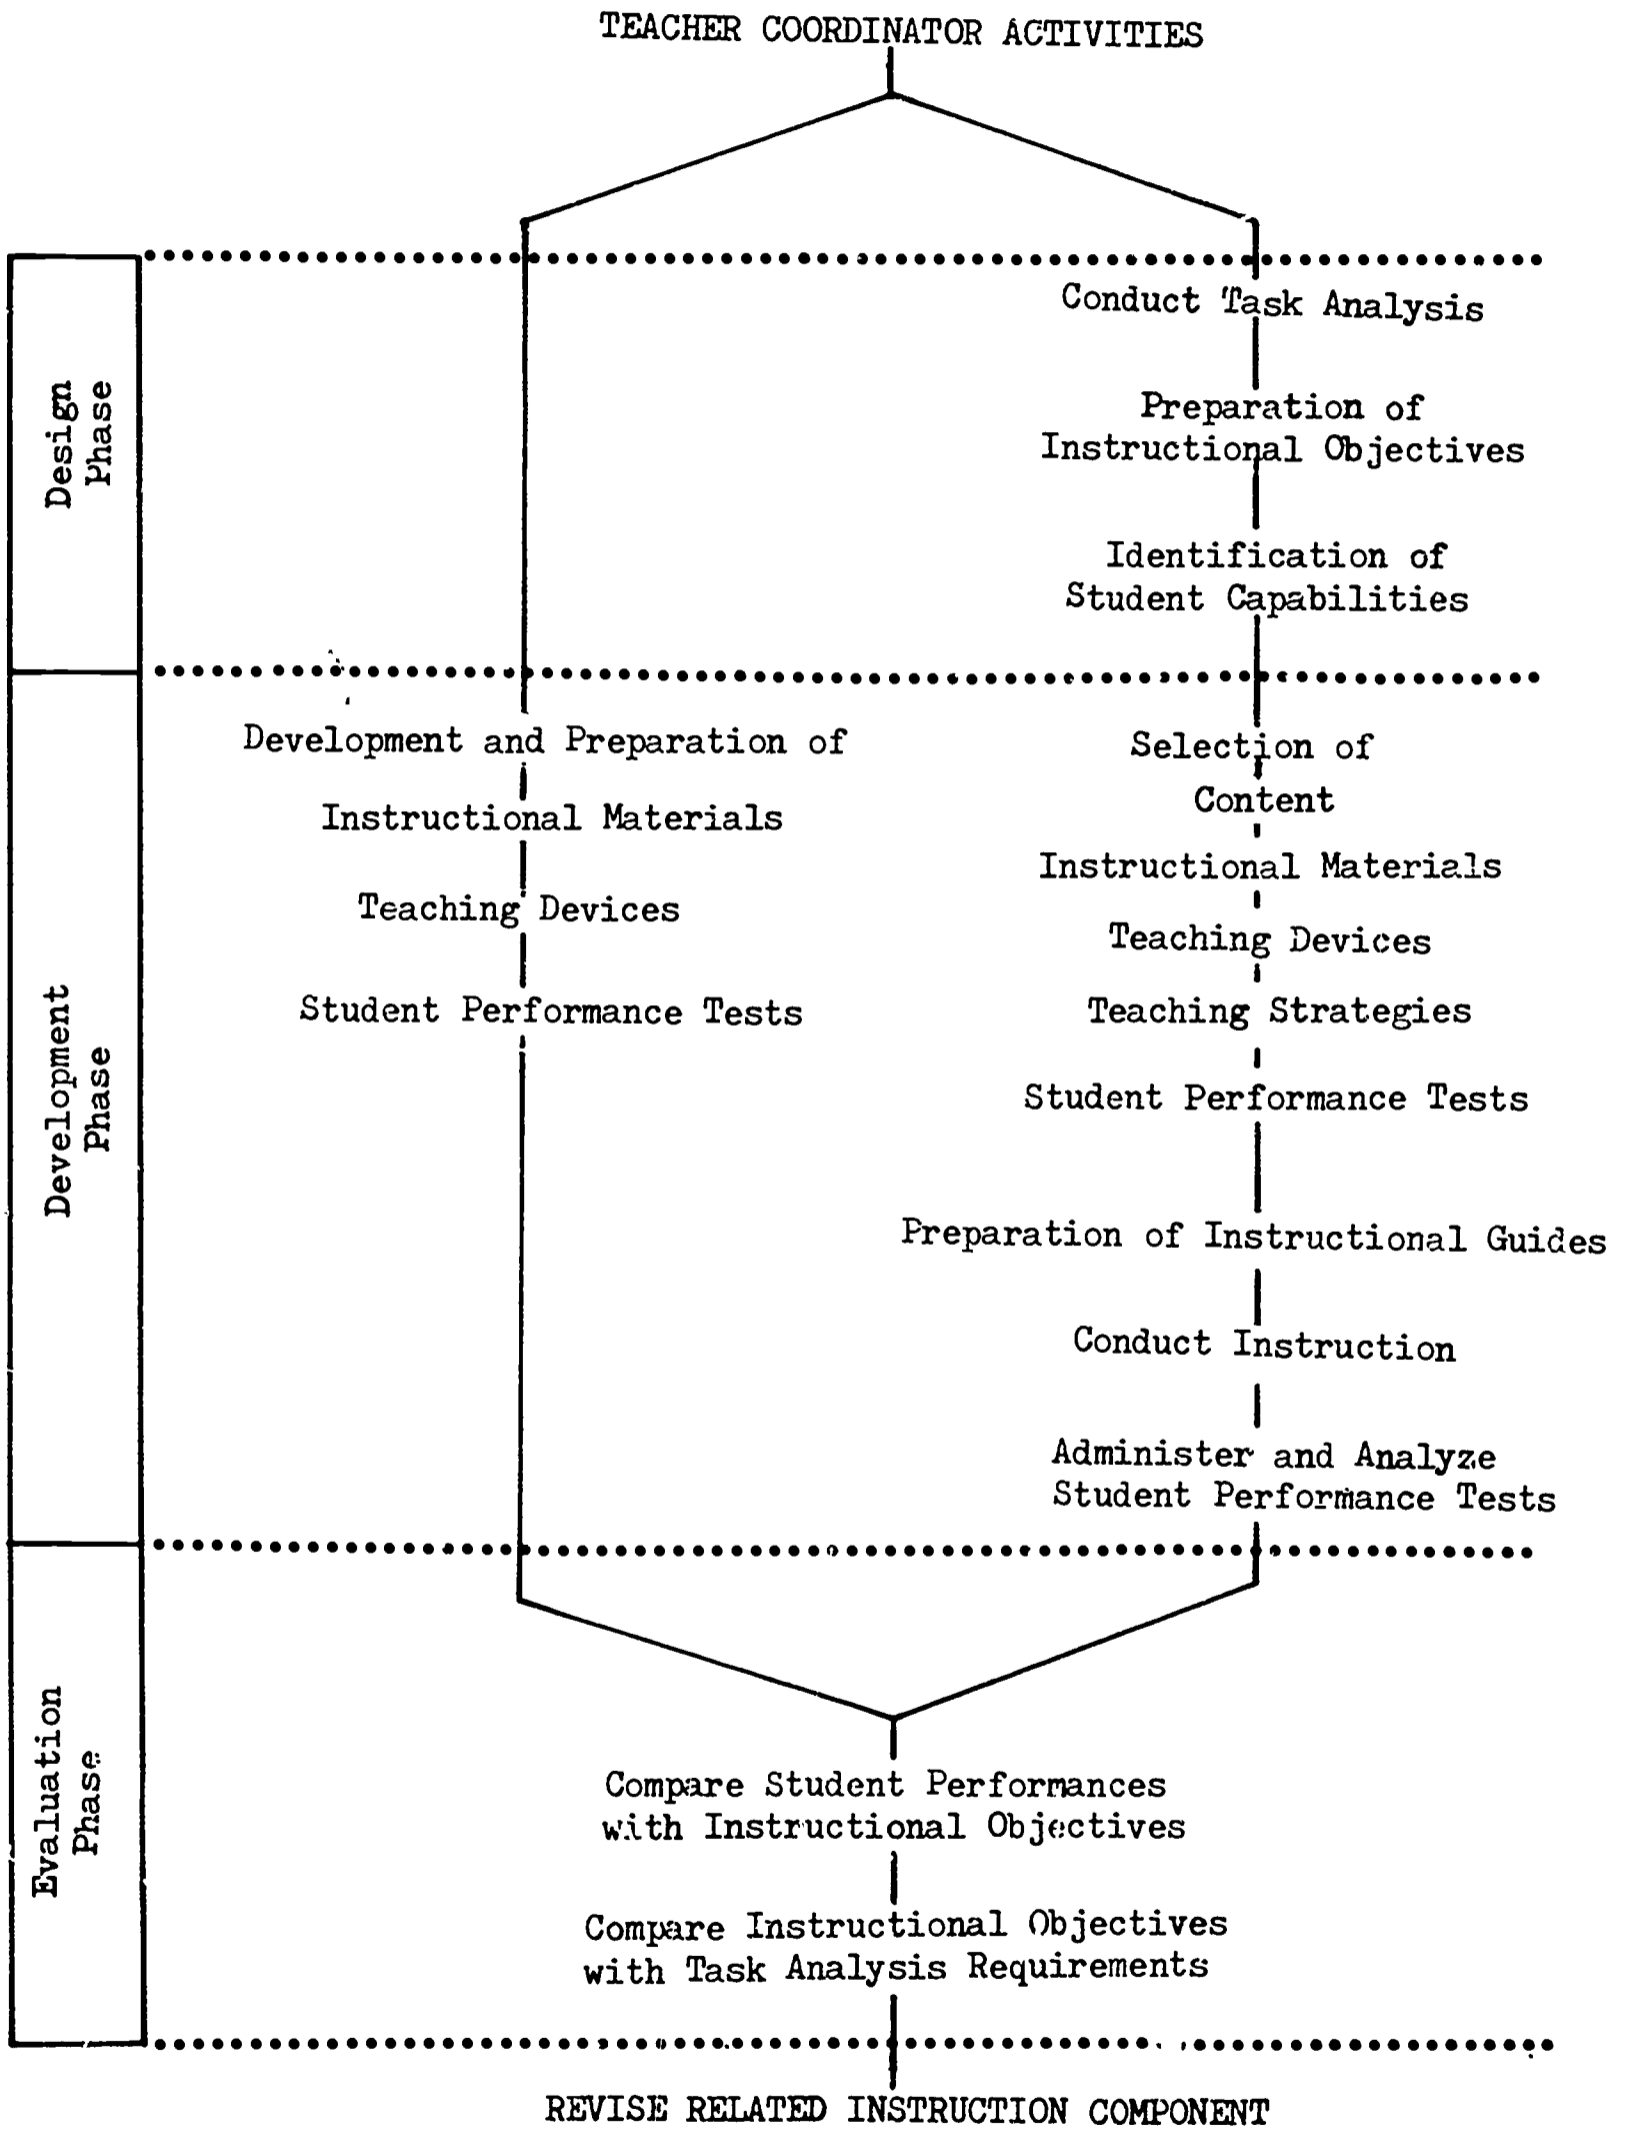 TEACHER COORDINATOR ACTIVITIES
Design
Phase
Conduct Task Analysis
Preparation of
Instructional Objectives
Identification of
Student Capabilities
Development
Phase
Development and Preparation of
Instructional Materials
Teaching Devices
Student Performance Tests
Selection of
Content
Instructional Materials
Teaching Devices
Teaching Strategies
Student Performance Tests
Preparation of Instructional Guides
Conduct Instruction
Administer and Analyze
Student Performance Tests
Evaluation
Phase
Compare Student Performances
with Instructional Objectives
Compare Instructional Objectives
with Task Analysis Requirements
REVISE RELATED INSTRUCTION COMPONENT